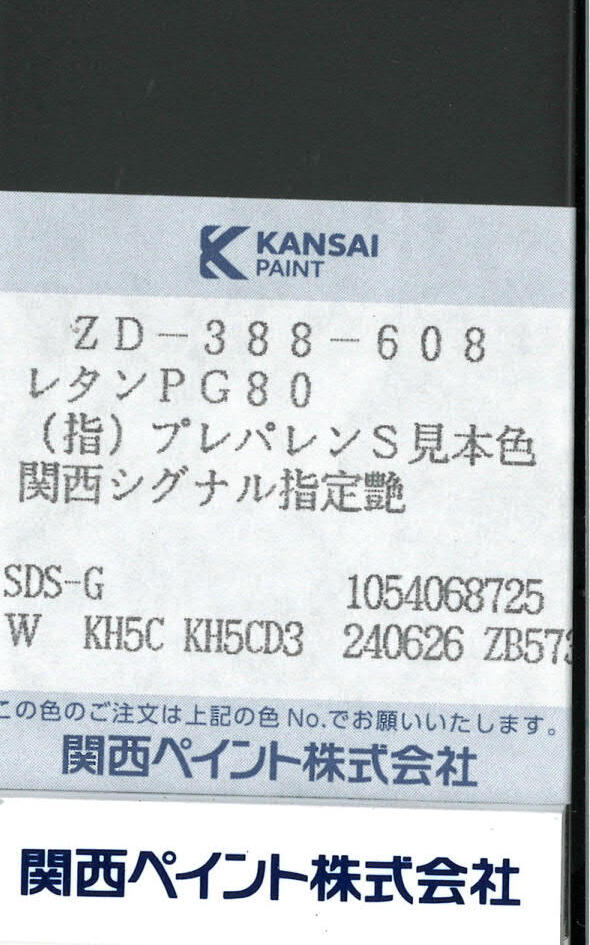 KANSAI
PAINT
ZD-388-608
レタンPG80
(指)プレパレンS見本色
関西シグナル指定艶
SDS-G 1054068725
W KH5C KH5CD3 240626 ZB573
この色のご注文は上記の色No.でお願いいたします。
関西ペイント株式会社
関西ペイント株式会社